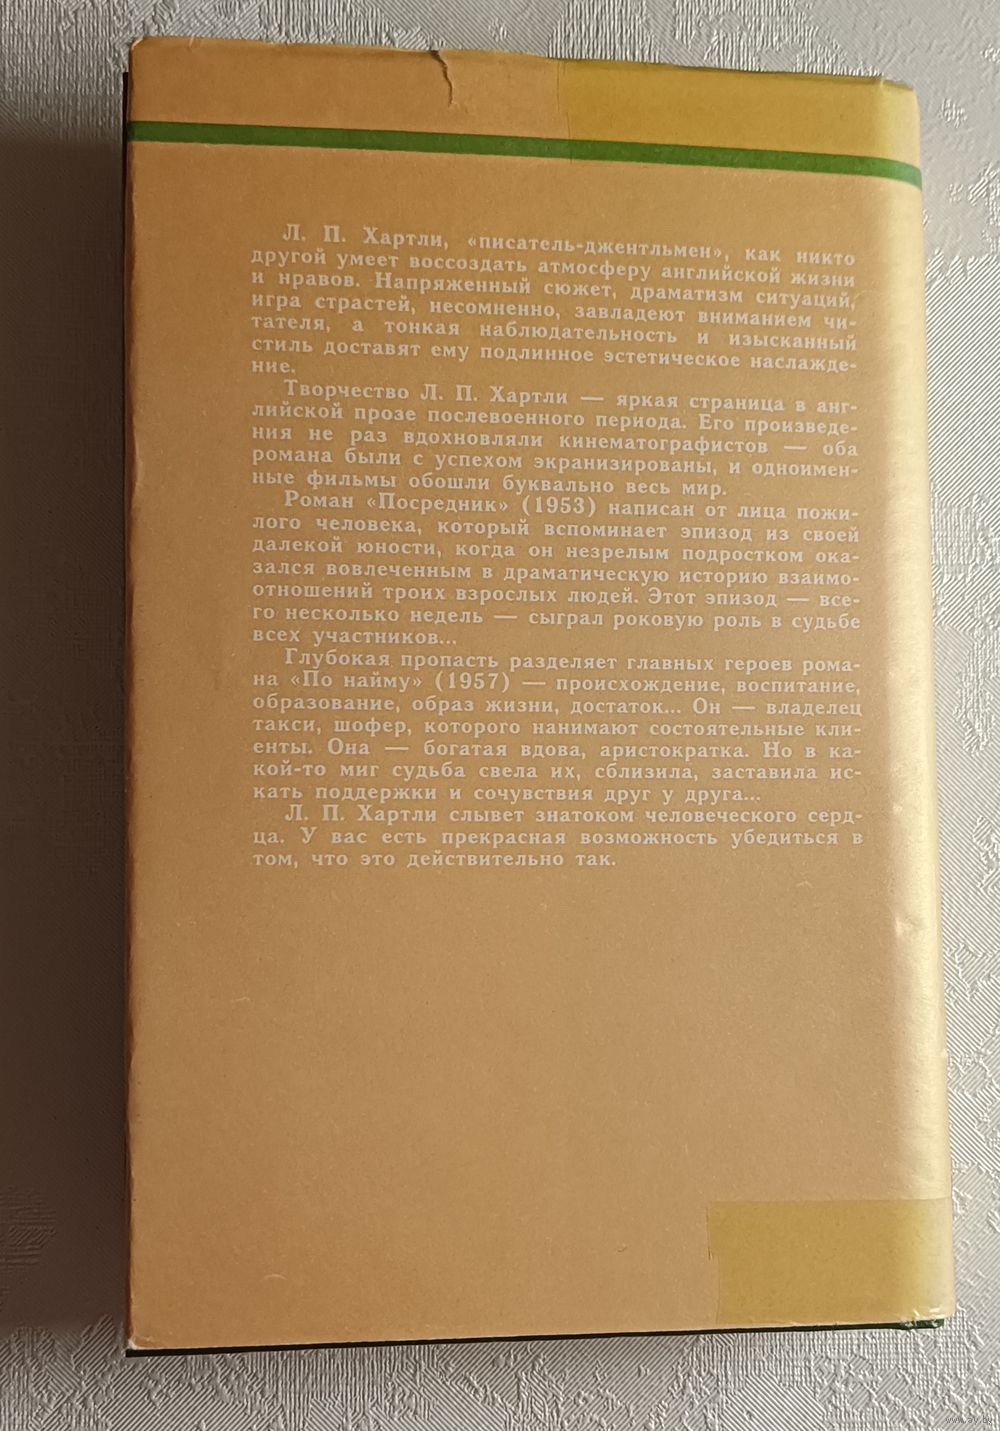 Л. П. Хартли, «писатель-джентльмен», как никто
другой умеет воссоздать атмосферу английской жизни
и нравов. Напряженный сюжет, драматизм ситуаций,
игра страстей, несомненно, завладеют вниманием чи-
тателя, а тонкая наблюдательность и изысканный
стиль доставят ему подлинное эстетическое наслажде-
ние.
Творчество Л. П. Хартли — яркая страница в анг-
лийской прозе послевоенного периода. Его произведе-
ния не раз вдохновляли кинематографистов — оба
романа были с успехом экранизированы, и одноимен-
ные фильмы обошли буквально весь мир.
Роман «Посредник» (1953) написан от лица пожи-
лого человека, который вспоминает эпизод из своей
далекой юности, когда он незрелым подростком ока-
зался вовлеченным в драматическую историю взаимо-
отношений троих взрослых людей. Этот эпизод — все-
го несколько недель — сыграл роковую роль в судьбе
всех участников...
Глубокая пропасть разделяет главных героев рома-
на «По найму» (1957) — происхождение, воспитание,
образование, образ жизни, достаток... Он — владелец
такси, шофер, которого нанимают состоятельные кли-
енты. Она — богатая вдова, аристократка. Но в ка-
кой-то миг судьба свела их, сблизила, заставила ис-
кать поддержки и сочувствия друг у друга...
Л. П. Хартли слывет знатоком человеческого серд-
ца. У вас есть прекрасная возможность убедиться в
том, что это действительно так.
www.ay.by